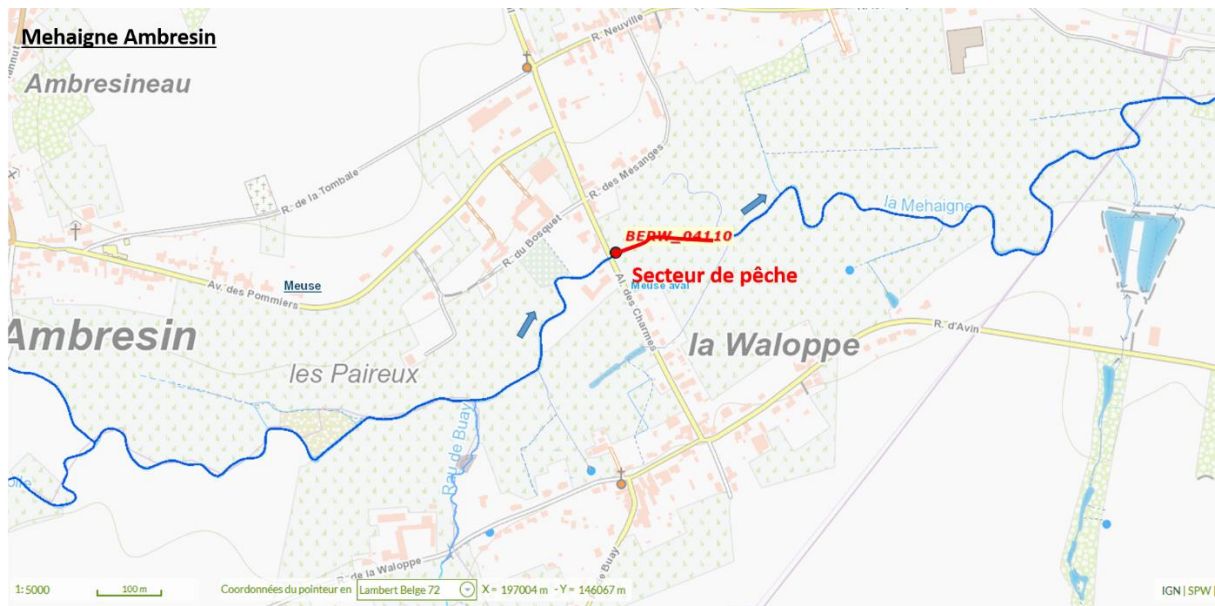 Mehaigne Ambresin
Ambresineau
R. Neuville
R. de la Tombale
R. des Mésanges
R. du Bosquet
la Mehaigne
BERW_04110
Secteur de pêche
Meuse aval
Meuse
Av. des Pommiers
Al. des Charmes
R. d'Avin
Ambresin
la Waloppe
les Paireux
Rau de Buay
R. de la Waloppe
Buay
1:5000
100 m
Coordonnées du pointeur en Lambert Belge 72 X = 197004 m - Y = 146067 m
IGN | SPW